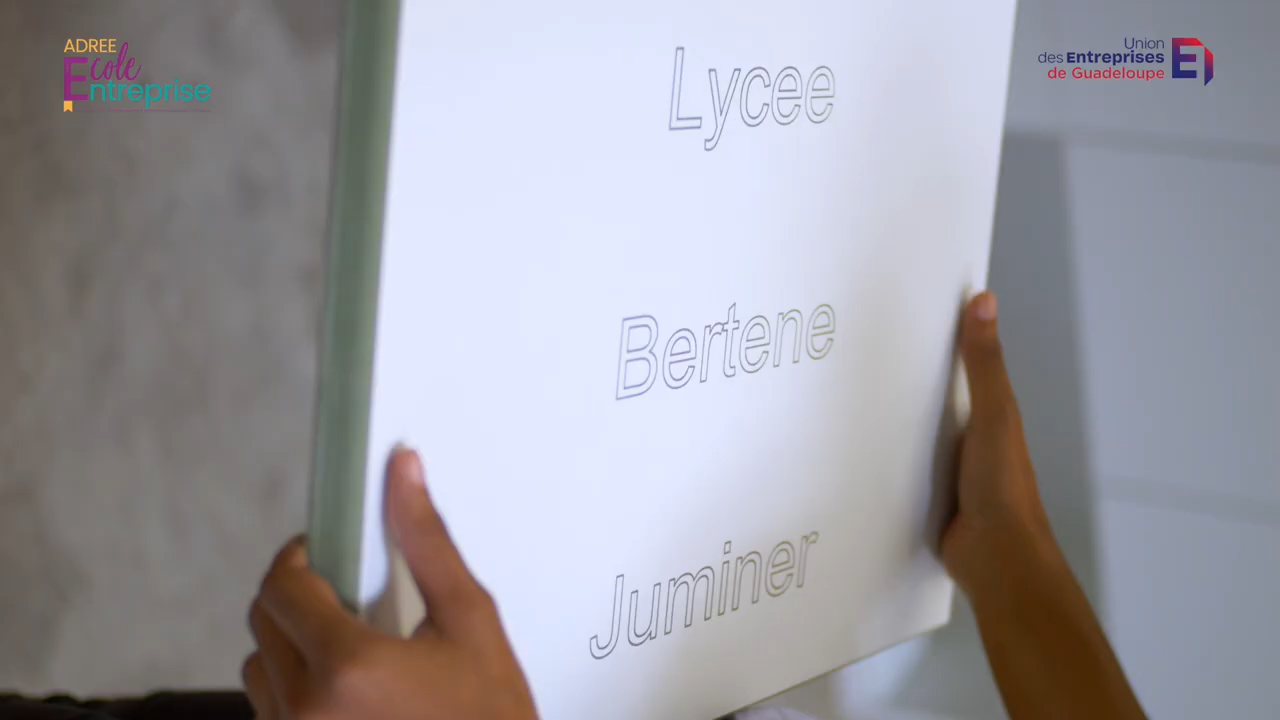 ADREE
Ecole
Entreprise
Union
des Entreprises
de Guadeloupe
Lycee
Bertene
Juminer